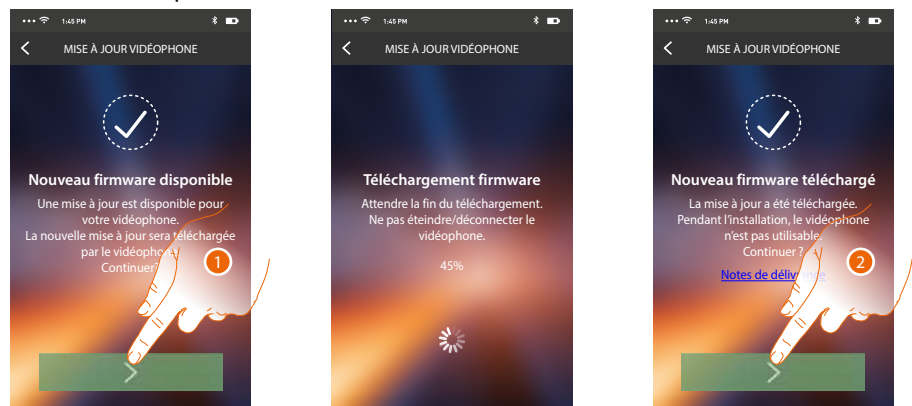 1:45 PM
MISE À JOUR VIDÉOPHONE
Nouveau firmware disponible
Une mise à jour est disponible pour
votre vidéophone.
La nouvelle mise à jour sera téléchargée
par le
Continuer
1
1:45 PM
MISE À JOUR VIDÉOPHONE
Téléchargement firmware
Attendre la fin du téléchargement.
Ne pas éteindre/déconnecter le
vidéophone.
45%
1:45 PM
MISE À JOUR VIDÉOPHONE
Nouveau firmware téléchargé
La mise à jour a été téléchargée.
Pendant l'installation, le vidéophone
n'est pas utilisable.
Continuer ?
Notes de
2